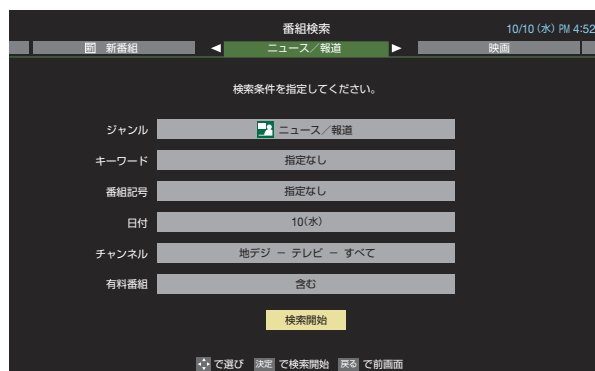 番組検索
10/10(水) PM 4:52
新番組 ◀ ニュース／報道 ▶ 映画
検索条件を指定してください。
ジャンル ニュース／報道
キーワード 指定なし
番組記号 指定なし
日付 10(水)
チャンネル 地デジ － テレビ － すべて
有料番組 含む
検索開始
で選び 決定 で検索開始 戻る で前画面